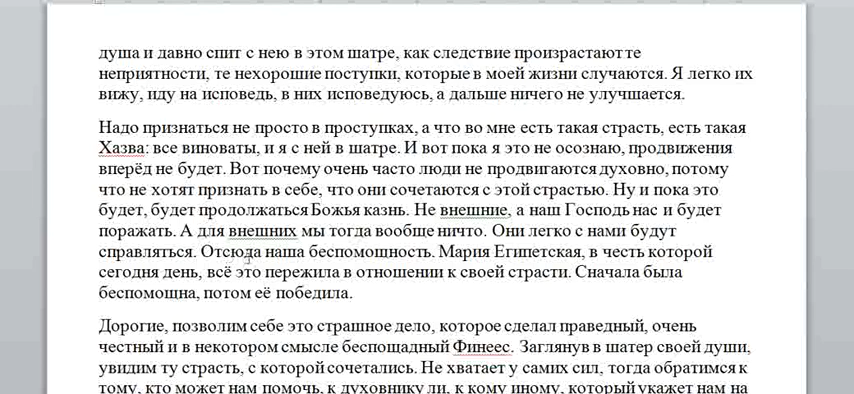 душа и давно спит с нею в этом шатре, как следствие произрастают те
неприятности, те нехорошие поступки, которые в моей жизни случаются. Я легко их
вижу, иду на исповедь, в них исповедуюсь, а дальше ничего не улучшается.
Надо признаться не просто в проступках, а что во мне есть такая страсть, есть такая
Хазва: все виноваты, и я с ней в шатре. И вот пока я это не осознаю, продвижения
вперёд не будет. Вот почему очень часто люди не продвигаются духовно, потому
что не хотят признать в себе, что они сочетаются с этой страстью. Ну и пока это
будет, будет продолжаться Божья казнь. Не внешние, а наш Господь нас и будет
поражать. А для внешних мы тогда вообще ничто. Они легко с нами будут
справляться. Отсюда наша беспомощность. Мария Египетская, в честь которой
сегодня день, всё это пережила в отношении к своей страсти. Сначала была
беспомощна, потом её победила.
Дорогие, позволим себе это страшное дело, которое сделал праведный, очень
честный и в некотором смысле беспощадный Финеес. Заглянув в шатер своей души,
увидим ту страсть, с которой сочетались. Не хватает у самих сил, тогда обратимся к
тому, кто может нам помочь, к духовнику ли, к кому иному, который укажет нам на